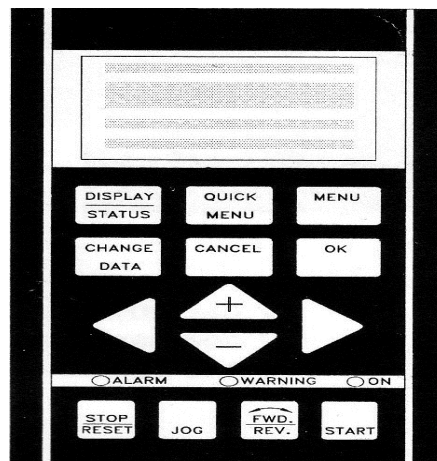 DISPLAY
STATUS
QUICK
MENU
MENU
CHANGE
DATA
CANCEL
OK
+
−
ALARM
WARNING
ON
STOP
RESET
JOG
FWD.
REV.
START